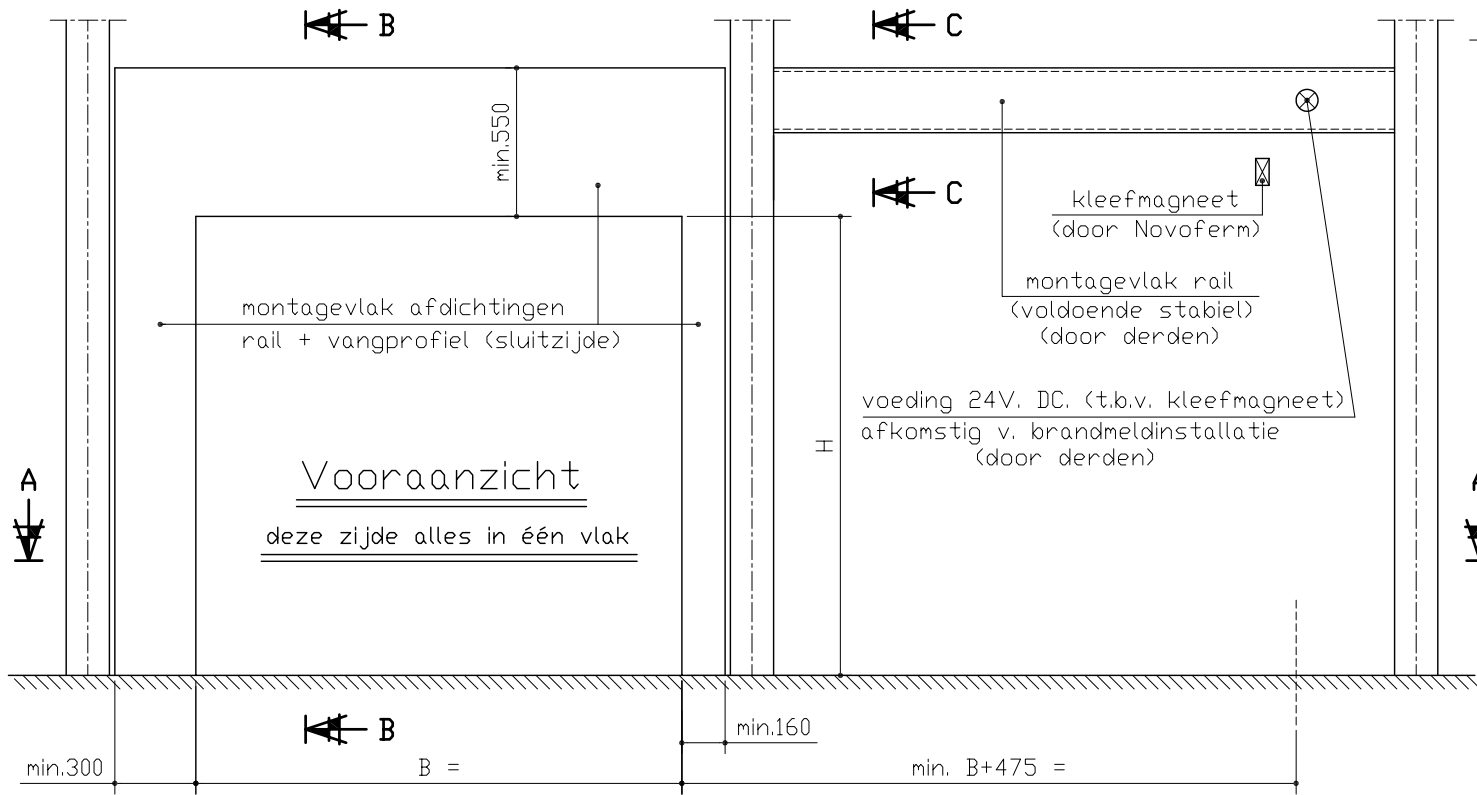 B
C
min.550
C
kleefmagneet
(door Novoferm)
montagevlak rail
(voldoende stabiel)
(door derden)
montagevlak afdichtingen
rail + vangprofiel (sluitzijde)
voeding 24V. DC. (t.b.v. kleefmagneet)
afkomstig v. brandmeldinstallatie
(door derden)
H
Vooraanzicht
deze zijde alles in één vlak
A
A
B
min.160
min.300
B =
min. B+475 =